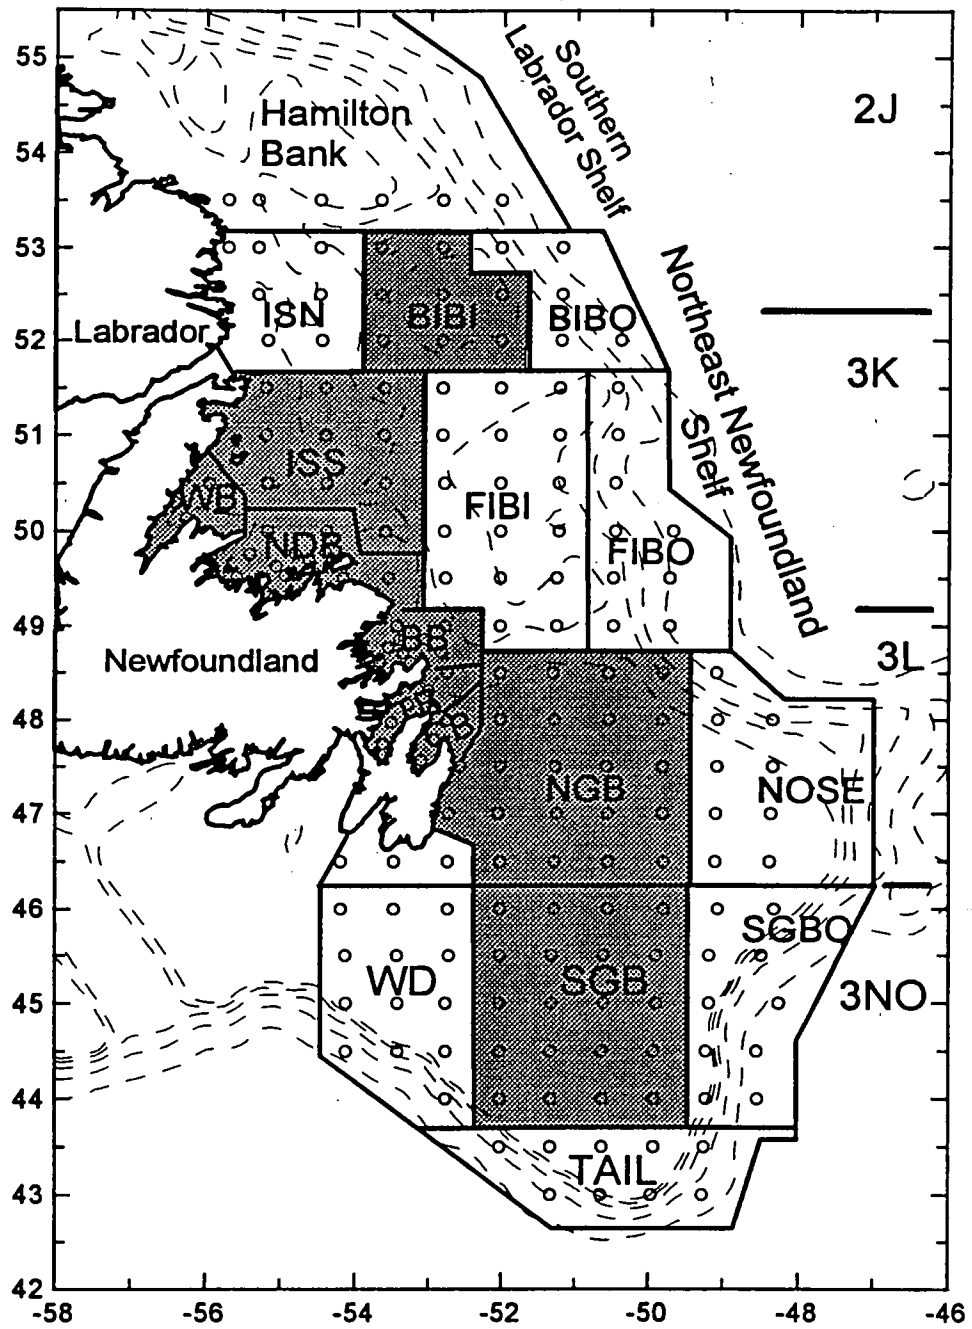 55
54
53
52
51
50
49
48
47
46
45
44
43
42
-58
-56
-54
-52
-50
-48
-46
Hamilton
Bank
Southern
Labrador Shelf
2J
ISN
BIBI
BIBO
Labrador
Northeast Newfoundland
Shelf
3K
ISS
WB
FIBI
NDB
FIBO
BB
Newfoundland
3L
NGB
NOSE
SGBO
WD
SGB
3NO
TAIL